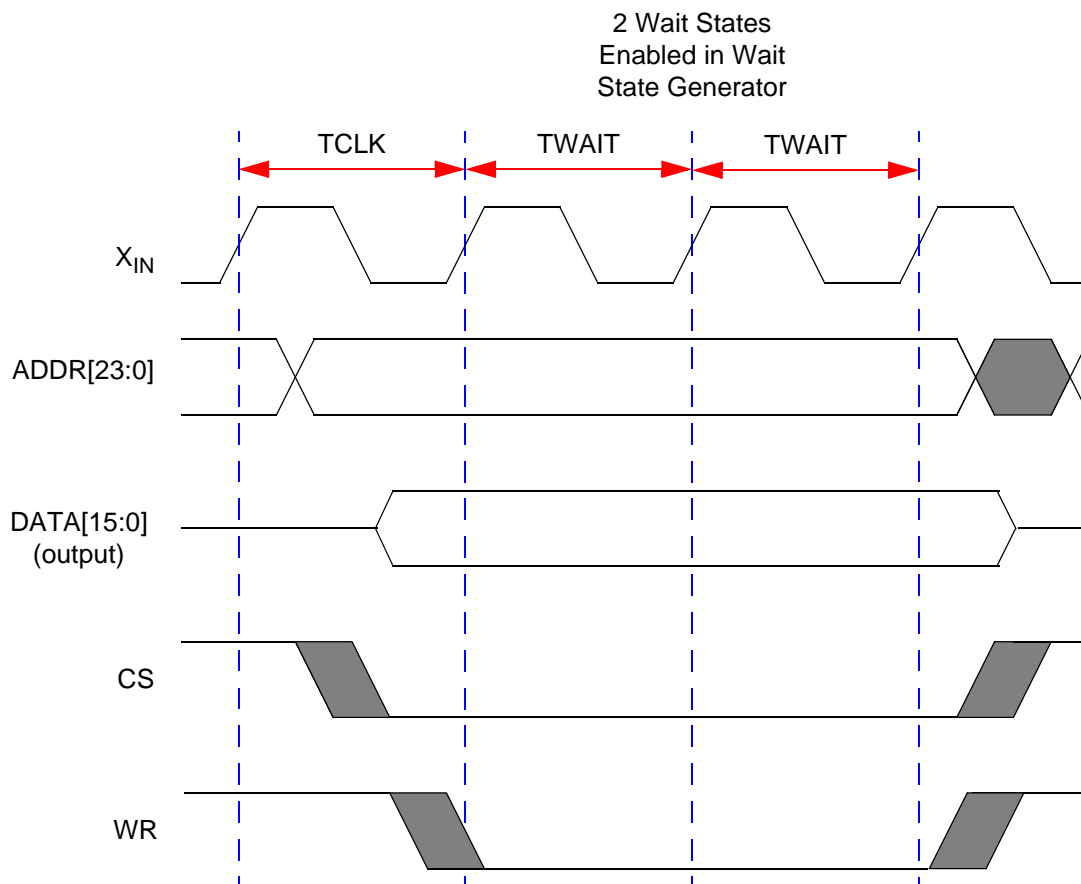 2 Wait States
Enabled in Wait
State Generator
TCLK
TWAIT
TWAIT
XIN
ADDR[23:0]
DATA[15:0]
(output)
CS
WR